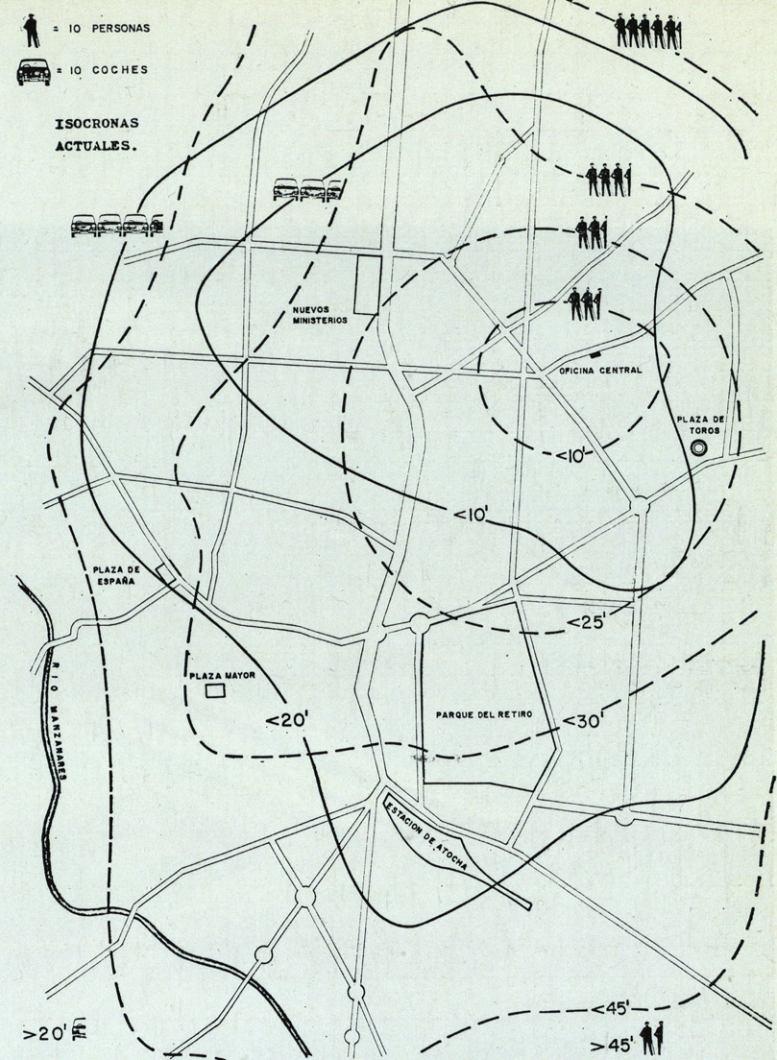 = 10 PERSONAS
= 10 COCHES
ISOCRONAS
ACTUALES.
NUEVOS
MINISTERIOS
OFICINA CENTRAL
PLAZA DE
TOROS
<10'
<10'
PLAZA DE
ESPAÑA
<25'
PLAZA MAYOR
<20'
PARQUE DEL RETIRO
<30'
RIO MANZANARES
ESTACION DE ATOCHA
<45'
>20'
>45'